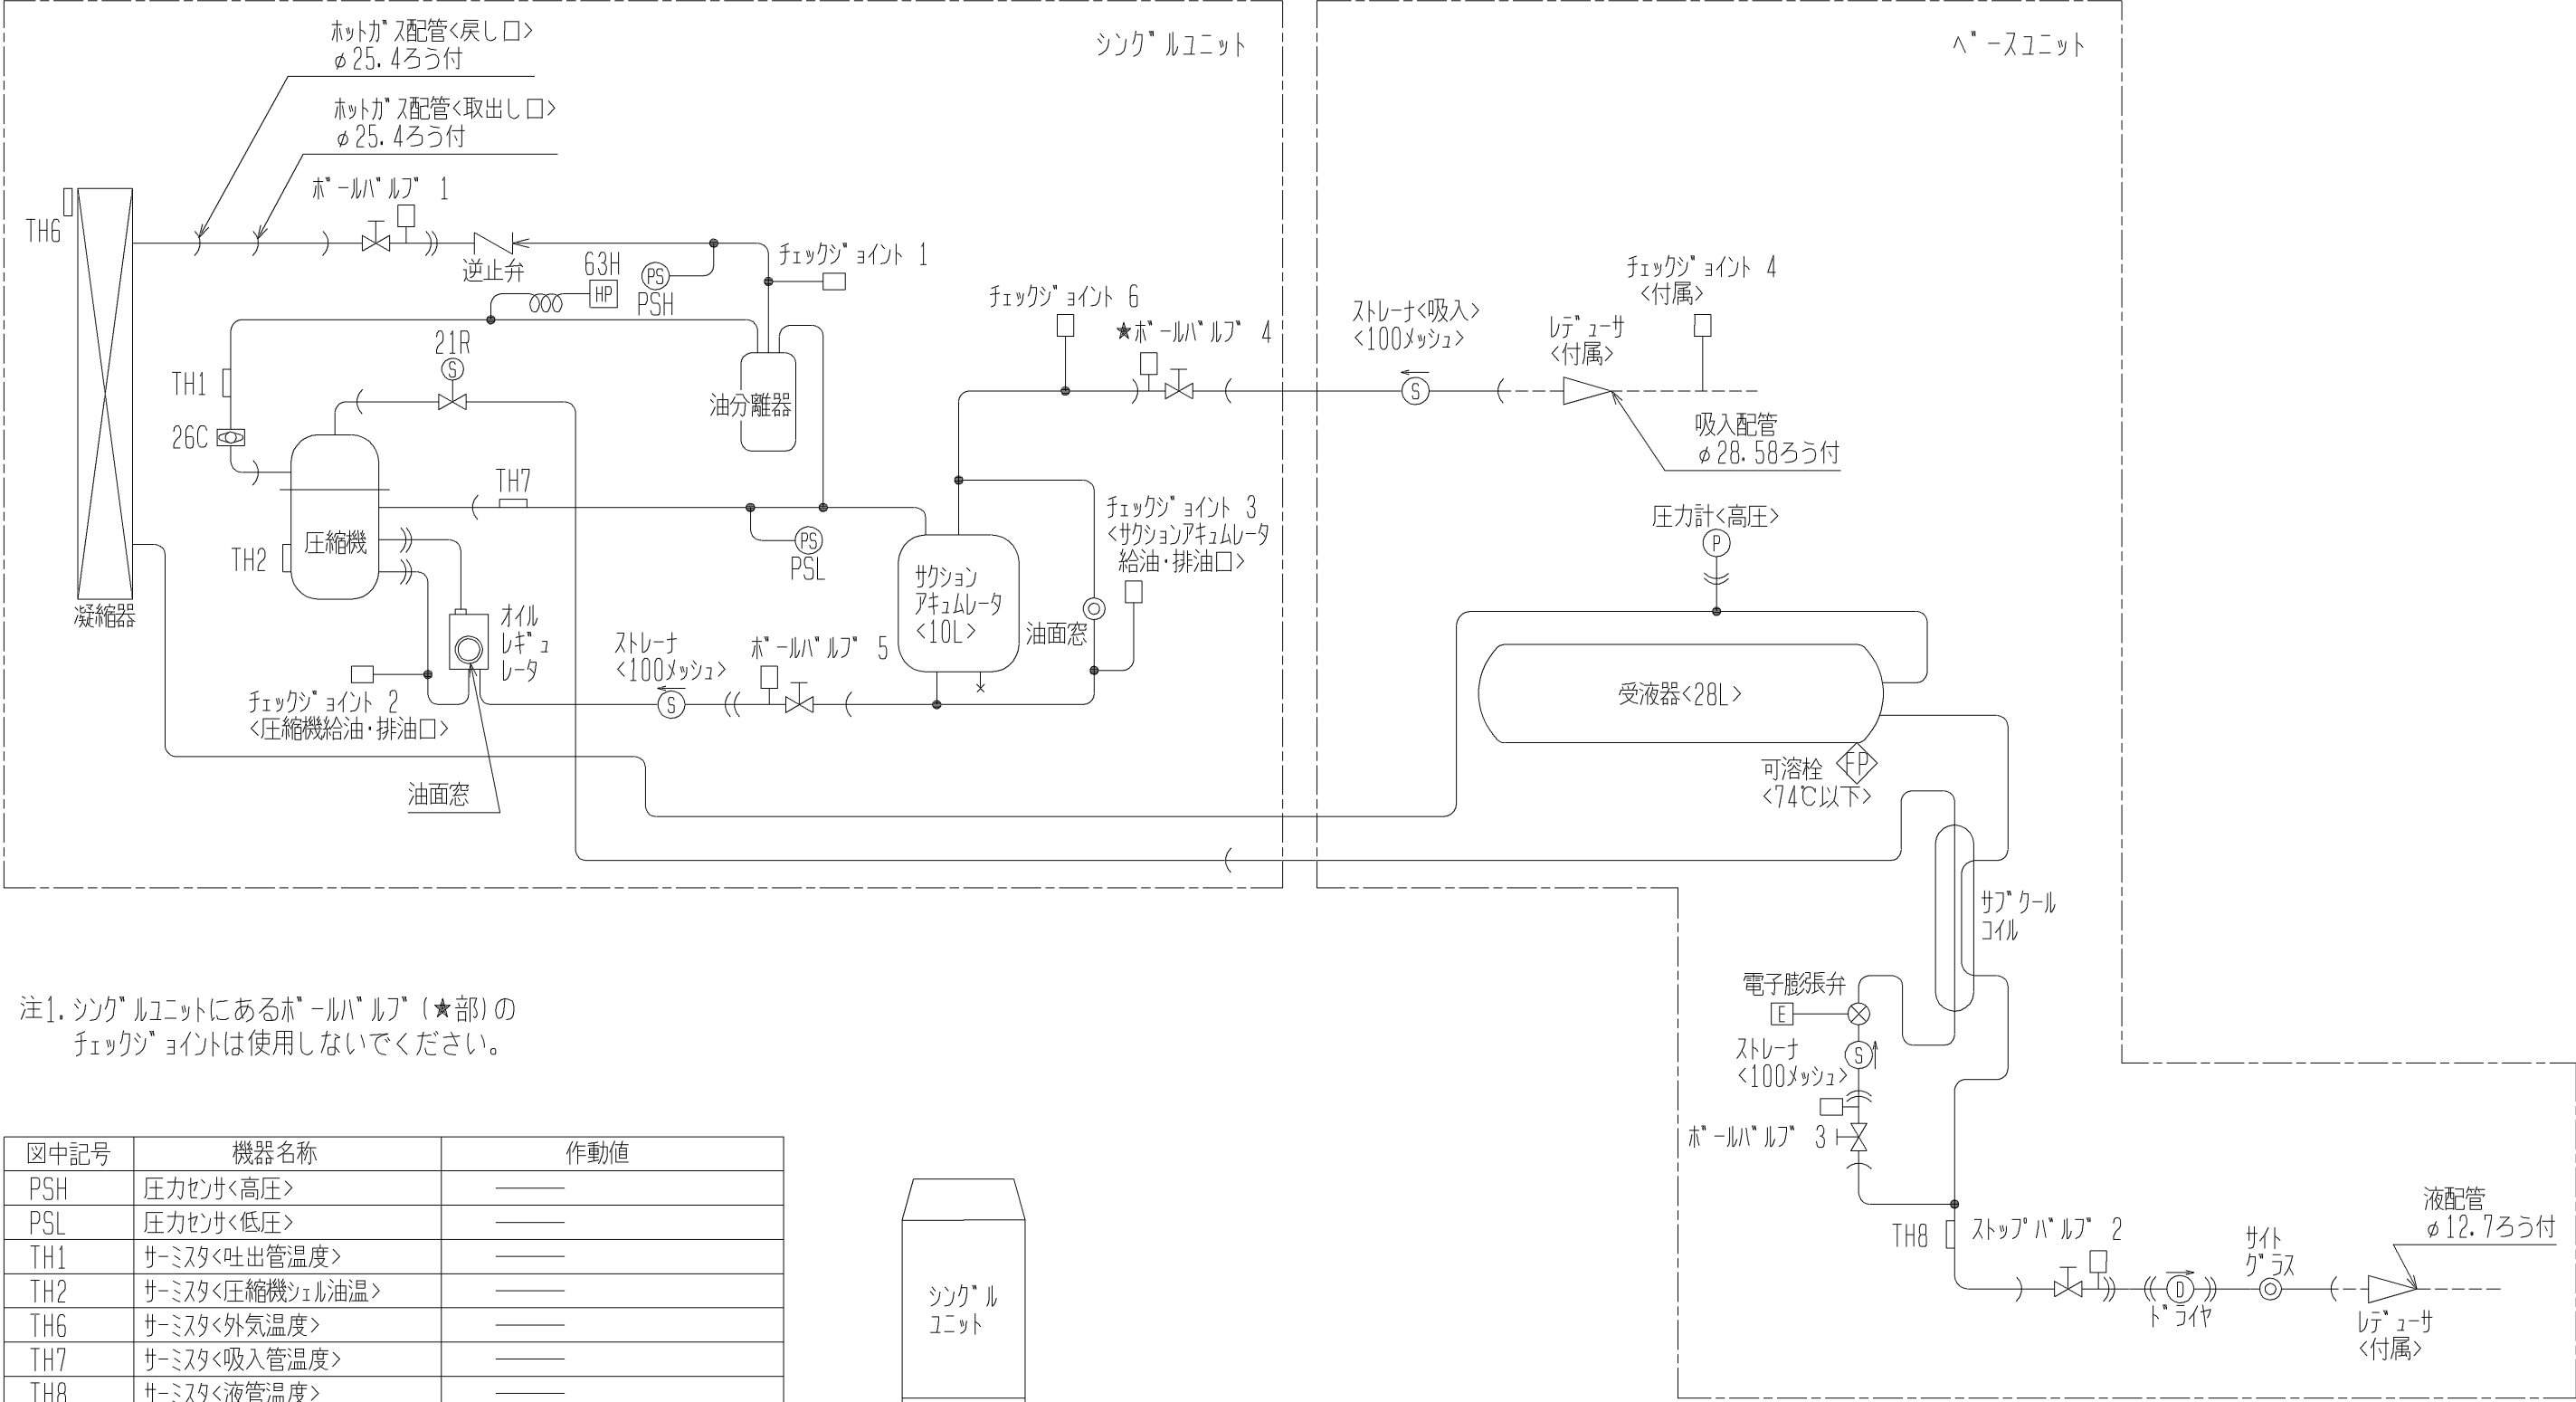 ホットガス配管<戻し口>
φ25.4ろう付
ホットガス配管<取出し口>
φ25.4ろう付
シングルユニット
ベースユニット
TH6
ボールバルブ 1
逆止弁
63H
HP
PS
PSH
チェックジョイント 1
チェックジョイント 6
★ボールバルブ 4
ストレーナ<吸入>
<100メッシュ>
S
レデューサ
<付属>
チェックジョイント 4
<付属>
吸入配管
φ28.58ろう付
21R
S
TH1
26C
油分離器
TH7
圧縮機
TH2
PS
PSL
サクション
アキュムレータ
<10L>
チェックジョイント 3
<サクションアキュムレータ
給油・排油口>
油面窓
圧力計<高圧>
P
凝縮器
オイル
レギュ
レータ
ストレーナ
<100メッシュ>
S
ボールバルブ 5
チェックジョイント 2
<圧縮機給油・排油口>
油面窓
受液器<28L>
可溶栓
<74℃以下>
FP
サブクール
コイル
電子膨張弁
E
ストレーナ
<100メッシュ>
S
ボールバルブ 3
TH8
ストップバルブ 2
D
ドライヤ
サイト
グラス
液配管
φ12.7ろう付
レデューサ
<付属>
注1. シングルユニットにあるボールバルブ(★部)の
チェックジョイントは使用しないでください。
図中記号 機器名称 作動値
PSH 圧力センサ<高圧> ―――
PSL 圧力センサ<低圧> ―――
TH1 サーミスタ<吐出管温度> ―――
TH2 サーミスタ<圧縮機シェル油温> ―――
TH6 サーミスタ<外気温度> ―――
TH7 サーミスタ<吸入管温度> ―――
TH8 サーミスタ<液管温度> ―――
シングル
ユニット